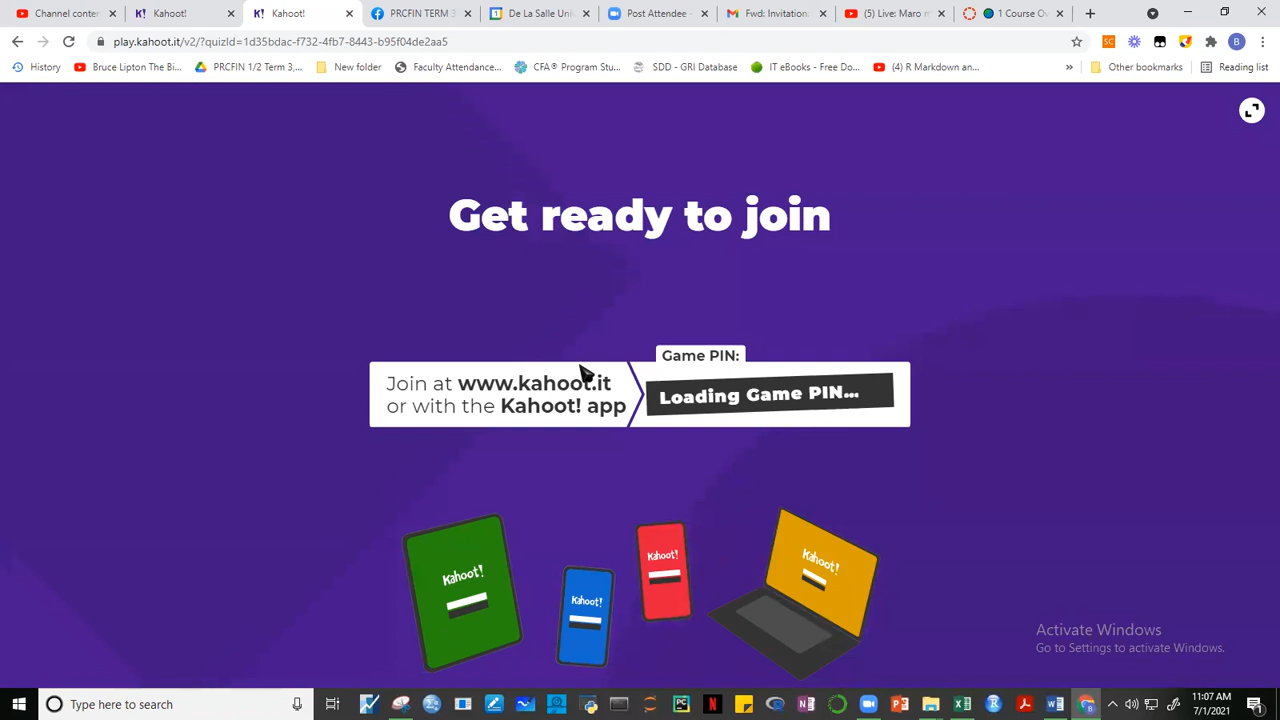 Channel conten
Kahoot!
Kahoot!
PRCFIN TERM 3
De La Salle Uni
Post Attendee -
Fwd: Invitation:
(5) Live: Maro in
1 Course Ov
play.kahoot.it/v2/?quizId=1d35bdac-f732-4fb7-8443-b95f04de2aa5
B
History
Bruce Lipton The Bi...
PRCFIN 1/2 Term 3,...
New folder
Faculty Attendance...
CFA® Program Stu...
SDD - GRI Database
IT eBooks - Free Do...
(4) R Markdown an...
»
Other bookmarks
Reading list
Get ready to join
Game PIN:
Join at www.kahoot.it
or with the Kahoot! app
Loading Game PIN...
Kahoot!
Kahoot!
Kahoot!
Kahoot!
Activate Windows
Go to Settings to activate Windows.
Type here to search
11:07 AM
7/1/2021